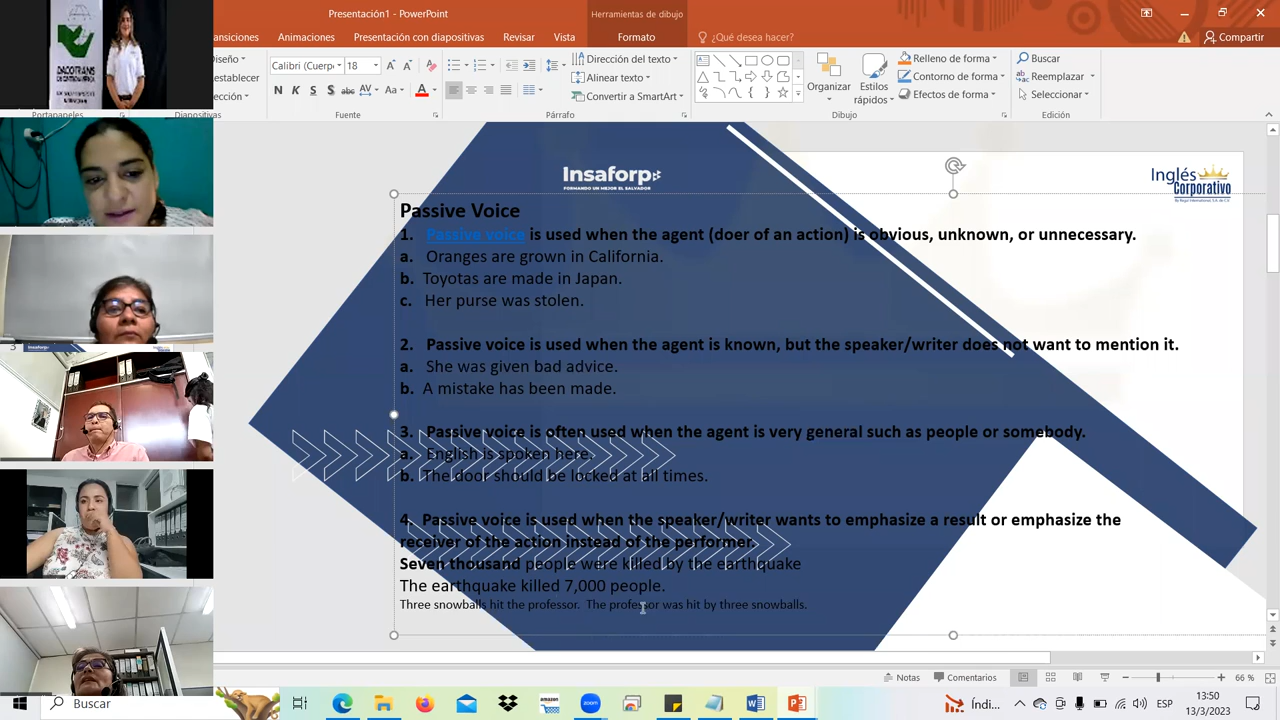 Presentación1 - PowerPoint
Herramientas de dibujo
ansiciones
Animaciones
Presentación con diapositivas
Revisar
Vista
Formato
¿Qué desea hacer?
Compartir
Diseño
establecer
ección
Calibri (Cuerp
18
N K S S abc AV Aa A
Dirección del texto
Alinear texto
Convertir a SmartArt
Organizar
Estilos
rápidos
Relleno de forma
Contorno de forma
Efectos de forma
Buscar
Reemplazar
Seleccionar
Portapapeles
Diapositivas
Fuente
Párrafo
Dibujo
Edición
Insaforp
FORMANDO UN MEJOR EL SALVADOR
Inglés
Corporativo
Passive Voice
1. Passive voice is used when the agent (doer of an action) is obvious, unknown, or unnecessary.
a. Oranges are grown in California.
b. Toyotas are made in Japan.
c. Her purse was stolen.
2. Passive voice is used when the agent is known, but the speaker/writer does not want to mention it.
a. She was given bad advice.
b. A mistake has been made.
3. Passive voice is often used when the agent is very general such as people or somebody.
a. English is spoken here.
b. The door should be locked at all times.
4. Passive voice is used when the speaker/writer wants to emphasize a result or emphasize the
receiver of the action instead of the performer.
Seven thousand people were killed by the earthquake
The earthquake killed 7,000 people.
Three snowballs hit the professor. The professor was hit by three snowballs.
3
DACOTRANS
Notas
Comentarios
66 %
Buscar
Índi...
ESP
13:50
13/3/2023